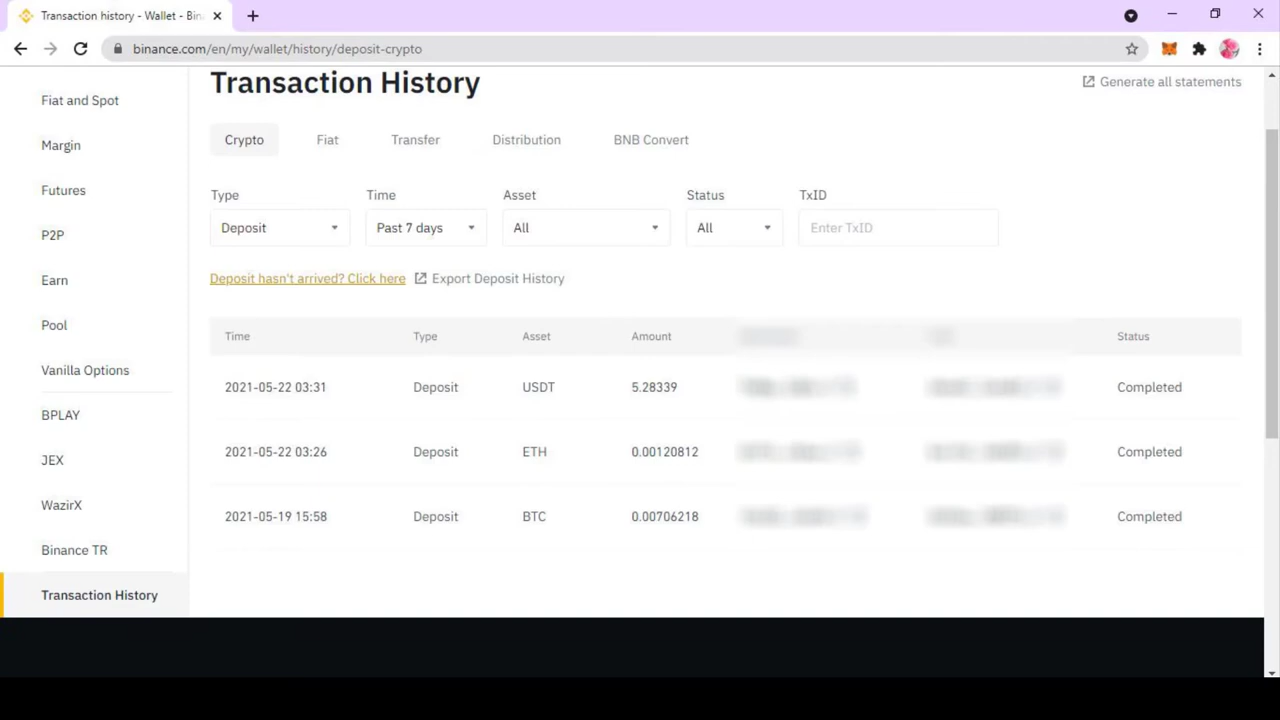 Transaction history - Wallet - Bin
binance.com/en/my/wallet/history/deposit-crypto
Transaction History
Generate all statements
Fiat and Spot
Margin
Futures
P2P
Earn
Pool
Vanilla Options
BPLAY
JEX
WazirX
Binance TR
Transaction History
Crypto Fiat Transfer Distribution BNB Convert
Type Time Asset Status TxID
Deposit Past 7 days All All Enter TxID
Deposit hasn't arrived? Click here Export Deposit History
Time Type Asset Amount Status
2021-05-22 03:31 Deposit USDT 5.28339 Completed
2021-05-22 03:26 Deposit ETH 0.00120812 Completed
2021-05-19 15:58 Deposit BTC 0.00706218 Completed